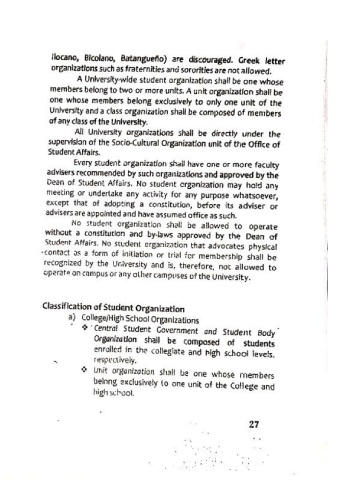 Ilocano, Bicolano, Batangueño) are discouraged. Greek letter
organizations such as fraternities and sororities are not allowed.
A University-wide student organization shall be one whose
members belong to two or more units. A unit organization shall be
one whose members belong exclusively to only one unit of the
University and a class organization shall be composed of members
of any class of the University.
All University organizations shall be directly under the
supervision of the Socio-Cultural Organization unit of the Office of
Student Affairs.
Every student organization shall have one or more faculty
advisers recommended by such organizations and approved by the
Dean of Student Affairs. No student organization may hold any
meeting or undertake any activity for any purpose whatsoever,
except that of adopting a constitution, before its adviser or
advisers are appointed and have assumed office as such.
No student organization shall be allowed to operate
without a constitution and by-laws approved by the Dean of
Student Affairs. No student organization that advocates physical
contact as a form of initiation or trial for membership shall be
recognized by the University and is, therefore, not allowed to
operate on campus or any other campuses of the University.
Classification of Student Organization
a) College/High School Organizations
❖ Central Student Government and Student Body
Organization shall be composed of students
enrolled in the collegiate and high school levels,
respectively.
❖ Unit organization shall be one whose members
belong exclusively to one unit of the College and
high school.
27